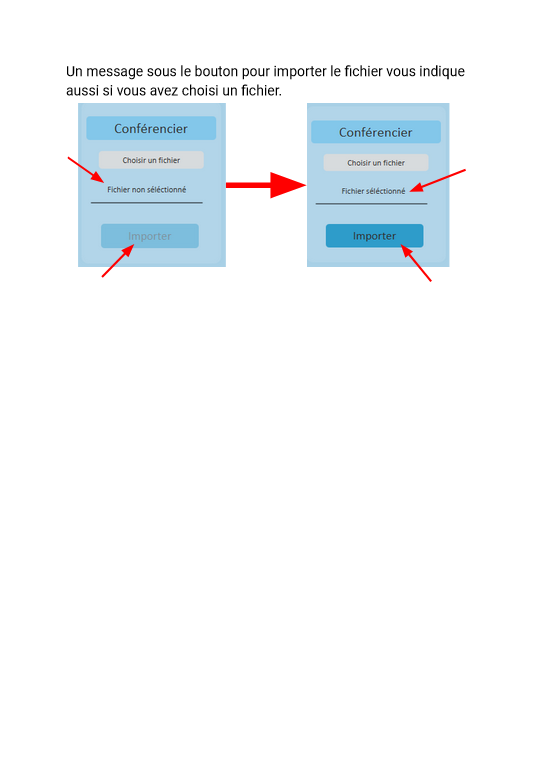 Un message sous le bouton pour importer le fichier vous indique
aussi si vous avez choisi un fichier.
Conférencier
Choisir un fichier
Fichier non séléctionné
Importer
Conférencier
Choisir un fichier
Fichier séléctionné
Importer